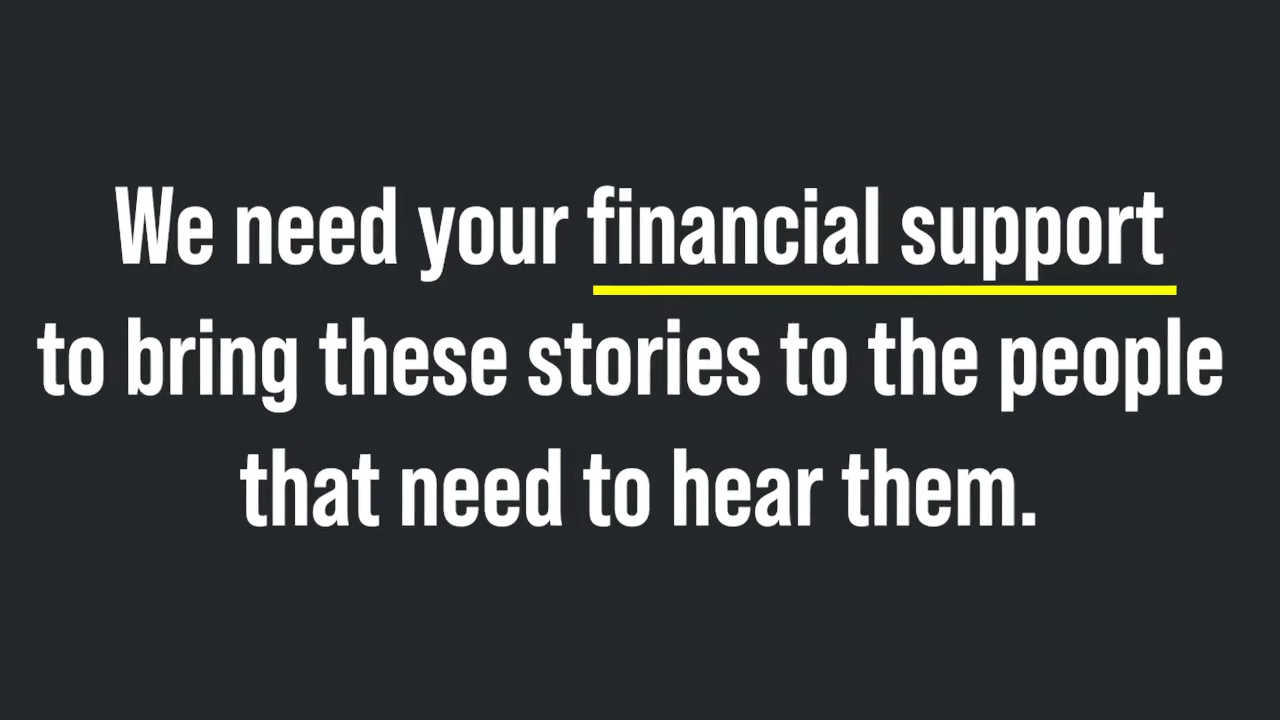 We need your financial support
to bring these stories to the people
that need to hear them.